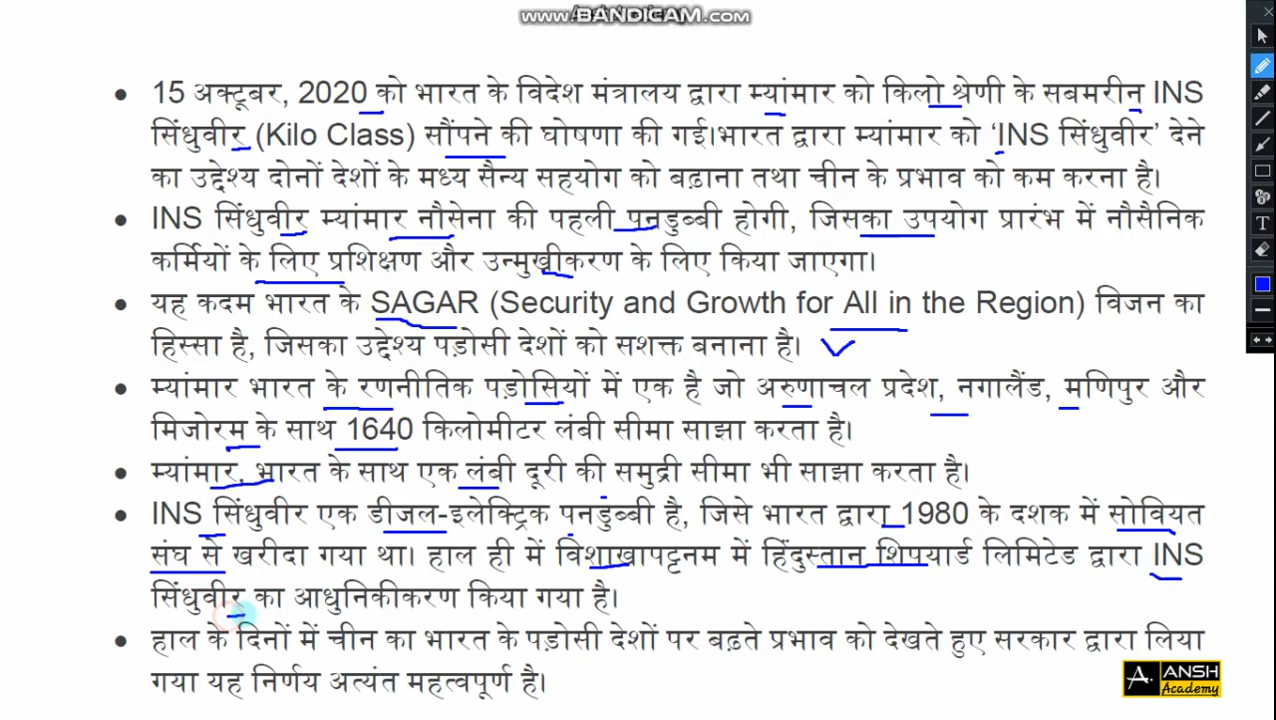 www.BANDICAM.com
15 अक्टूबर, 2020 को भारत के विदेश मंत्रालय द्वारा म्यांमार को किलो श्रेणी के सबमरीन INS
सिंधुवीर (Kilo Class) सौंपने की घोषणा की गई।भारत द्वारा म्यांमार को ‘INS सिंधुवीर’ देने
का उद्देश्य दोनों देशों के मध्य सैन्य सहयोग को बढ़ाना तथा चीन के प्रभाव को कम करना है।
INS सिंधुवीर म्यांमार नौसेना की पहली पनडुब्बी होगी, जिसका उपयोग प्रारंभ में नौसैनिक
कर्मियों के लिए प्रशिक्षण और उन्मुखीकरण के लिए किया जाएगा।
यह कदम भारत के SAGAR (Security and Growth for All in the Region) विजन का
हिस्सा है, जिसका उद्देश्य पड़ोसी देशों को सशक्त बनाना है।
म्यांमार भारत के रणनीतिक पड़ोसियों में एक है जो अरुणाचल प्रदेश, नगालैंड, मणिपुर और
मिजोरम के साथ 1640 किलोमीटर लंबी सीमा साझा करता है।
म्यांमार, भारत के साथ एक लंबी दूरी की समुद्री सीमा भी साझा करता है।
INS सिंधुवीर एक डीजल-इलेक्ट्रिक पनडुब्बी है, जिसे भारत द्वारा 1980 के दशक में सोवियत
संघ से खरीदा गया था। हाल ही में विशाखापट्टनम में हिंदुस्तान शिपयार्ड लिमिटेड द्वारा INS
सिंधुवीर का आधुनिकीकरण किया गया है।
हाल के दिनों में चीन का भारत के पड़ोसी देशों पर बढ़ते प्रभाव को देखते हुए सरकार द्वारा लिया
गया यह निर्णय अत्यंत महत्वपूर्ण है।
A. ANSH
Academy